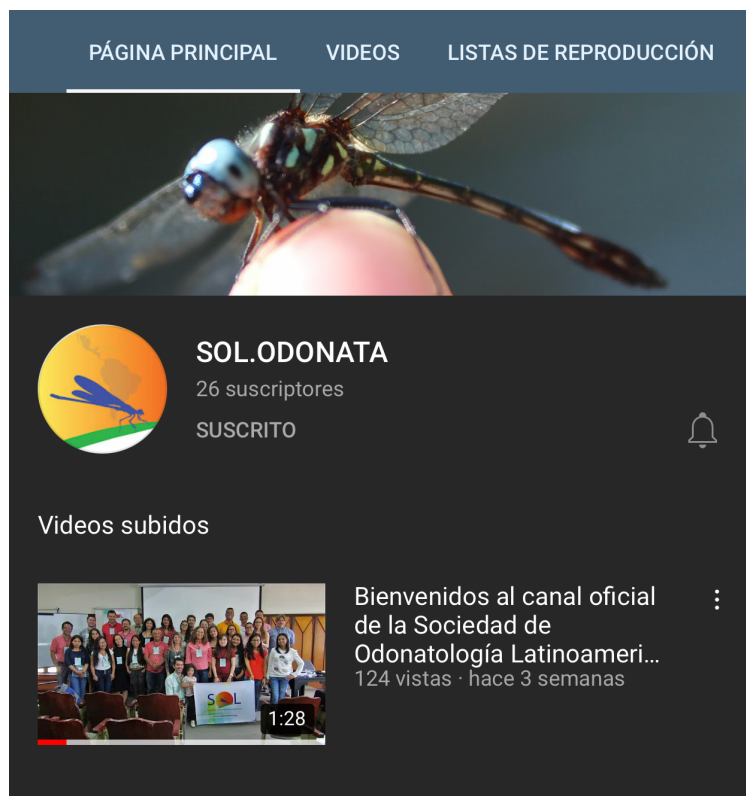 PÁGINA PRINCIPAL
VIDEOS
LISTAS DE REPRODUCCIÓN
SOL.ODONATA
26 suscriptores
SUSCRITO
Videos subidos
Bienvenidos al canal oficial
de la Sociedad de
Odonatología Latinoameri...
124 vistas · hace 3 semanas
SOL
1:28